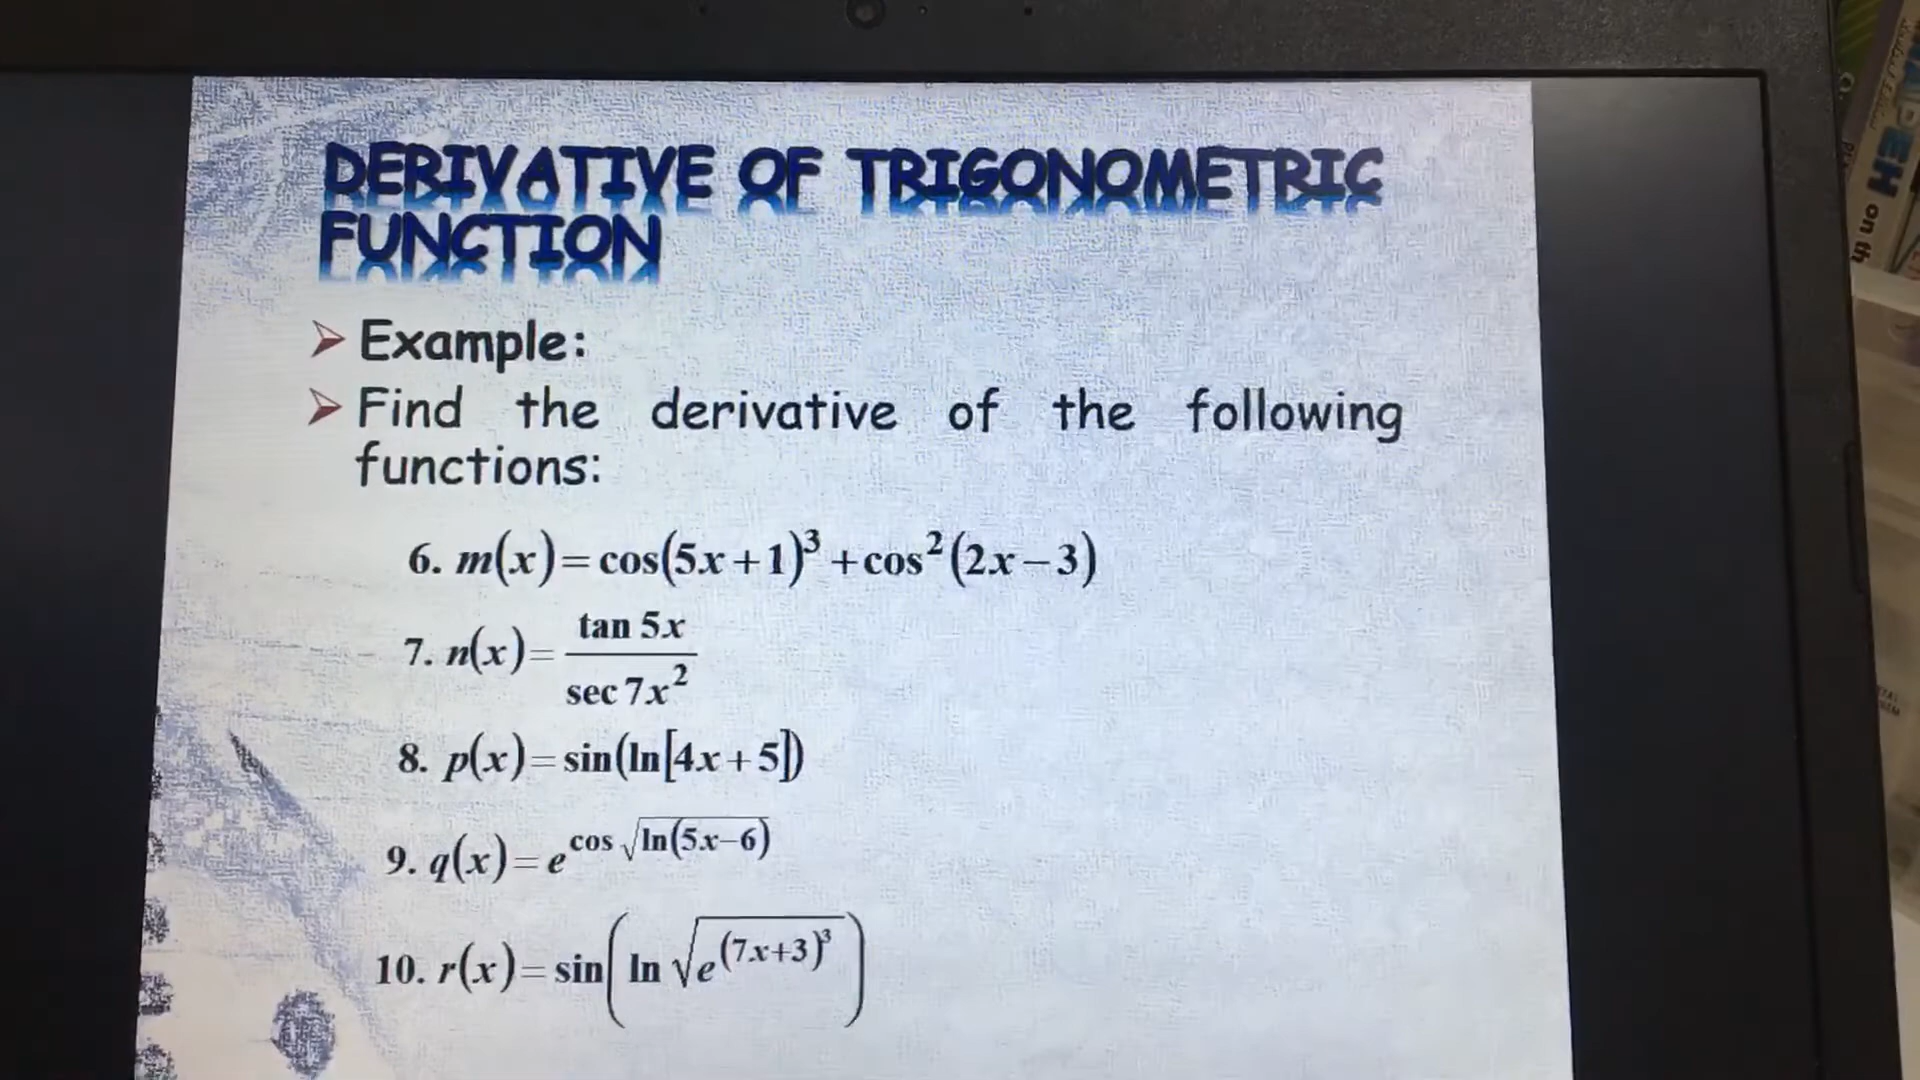 DERIVATIVE OF TRIGONOMETRIC
FUNCTION
Example:
Find the derivative of the following
functions:
6. m(x)=cos(5x+1)³+cos²(2x−3)
7. n(x)= tan 5x / sec 7x²
8. p(x)=sin(ln[4x+5])
9. q(x)=e^cos √ln(5x−6)
10. r(x)=sin(ln √e^(7x+3)³)
on th